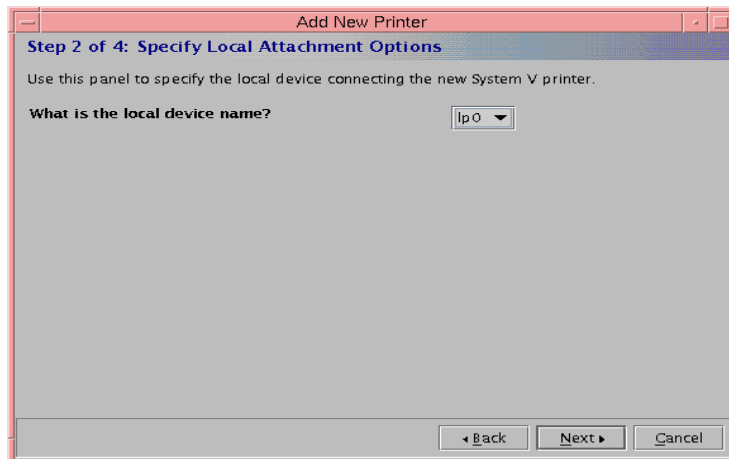 Add New Printer
Step 2 of 4: Specify Local Attachment Options
Use this panel to specify the local device connecting the new System V printer.
What is the local device name? lp0
Back Next Cancel